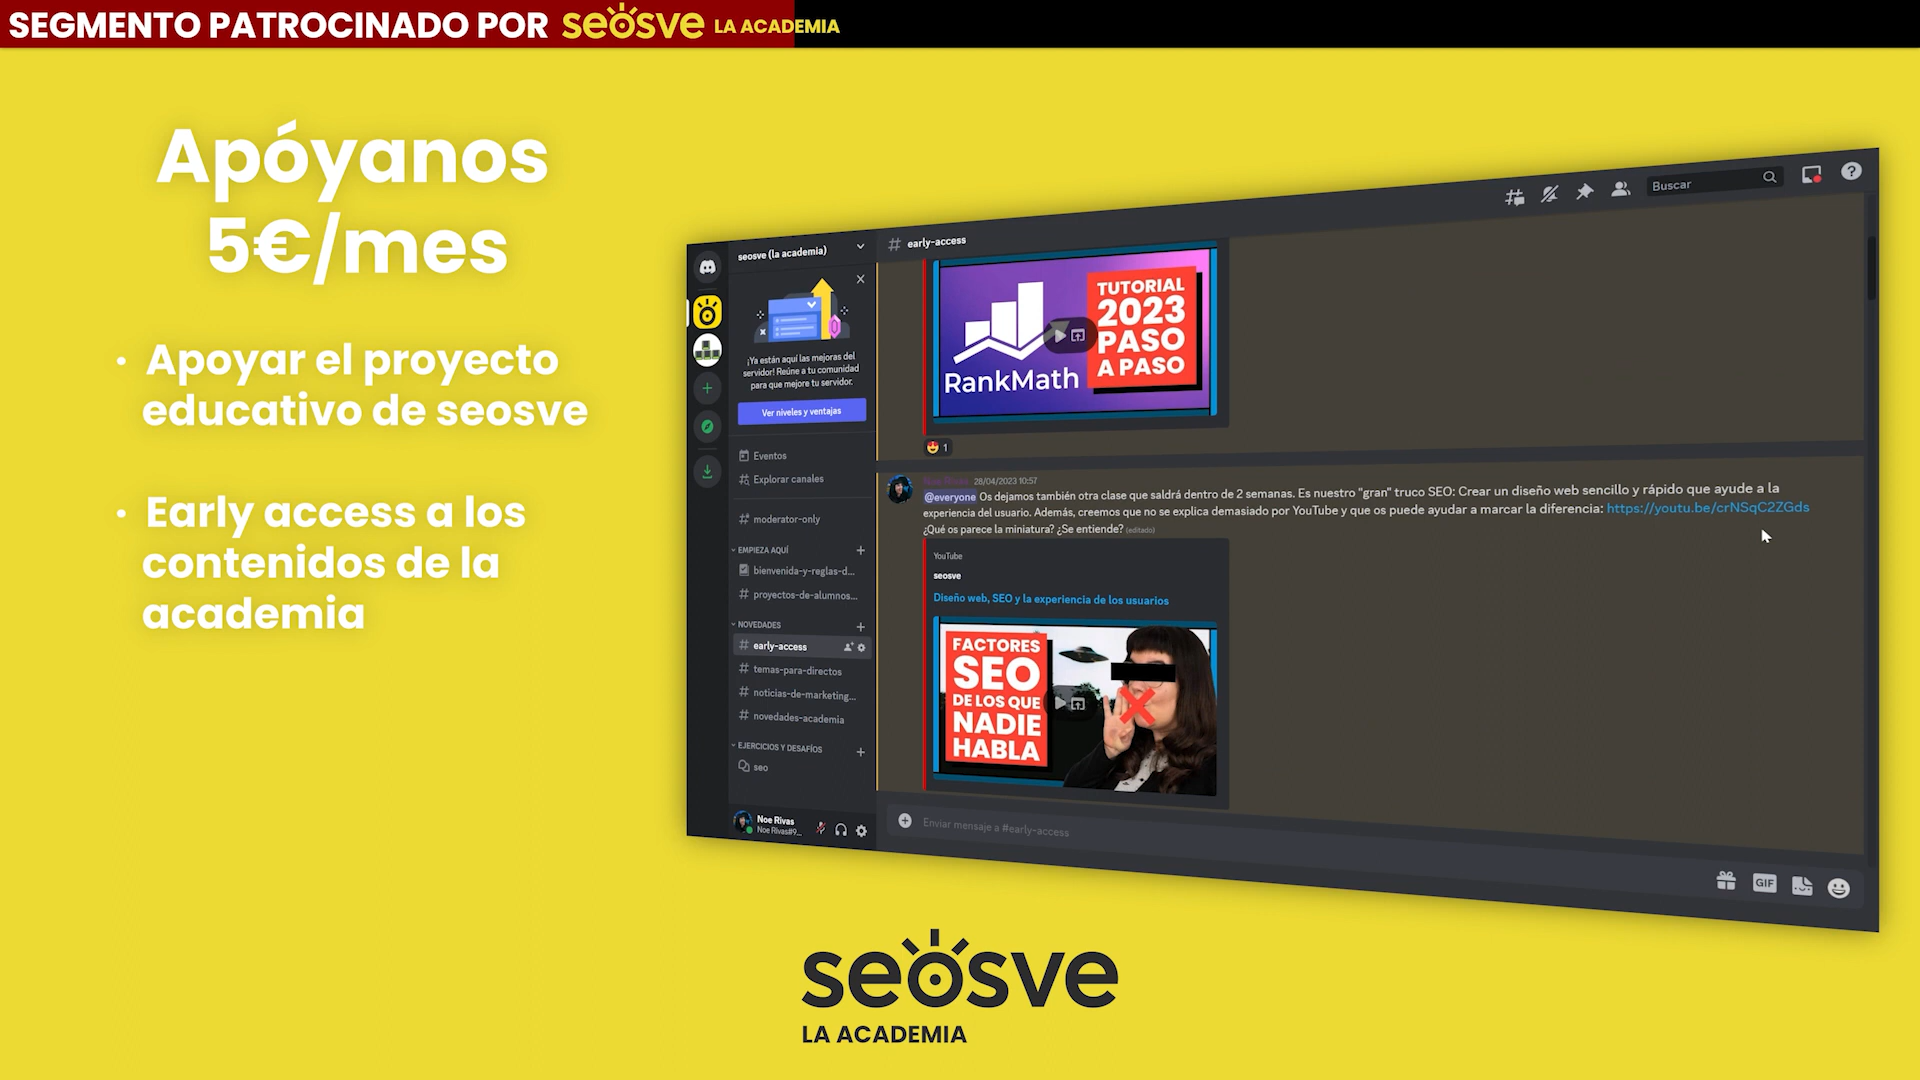 SEGMENTO PATROCINADO POR seosve LA ACADEMIA
Apóyanos
5€/mes
• Apoyar el proyecto
educativo de seosve
• Early access a los
contenidos de la
academia
seosve (la academia)
¡Ya están aquí las mejoras del
servidor! Reúne a tu comunidad
para que mejore tu servidor.
Ver niveles y ventajas
Eventos
Explorar canales
moderator-only
EMPIEZA AQUÍ
bienvenida-y-reglas-d...
proyectos-de-alumnos...
NOVEDADES
early-access
temas-para-directos
noticias-de-marketing...
novedades-academia
EJERCICIOS Y DESAFÍOS
seo
Noe Rivas
Noe Rivas#9...
# early-access
Buscar
RankMath
TUTORIAL
2023
PASO
A PASO
1
Noe Rivas 28/04/2023 10:57
@everyone Os dejamos también otra clase que saldrá dentro de 2 semanas. Es nuestro "gran" truco SEO: Crear un diseño web sencillo y rápido que ayude a la
experiencia del usuario. Además, creemos que no se explica demasiado por YouTube y que os puede ayudar a marcar la diferencia: https://youtu.be/crNSqC2ZGds
¿Qué os parece la miniatura? ¿Se entiende? (editado)
YouTube
seosve
Diseño web, SEO y la experiencia de los usuarios
FACTORES
SEO
DE LOS QUE
NADIE
HABLA
Enviar mensaje a #early-access
GIF
seosve
LA ACADEMIA